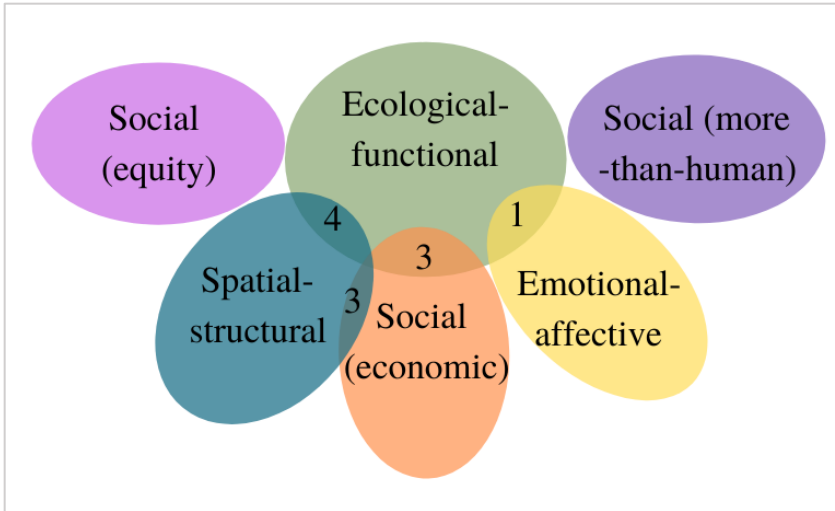 Social
(equity)
Ecological-
functional
Social (more
-than-human)
4
1
3
Spatial-
structural
3
Social
(economic)
Emotional-
affective